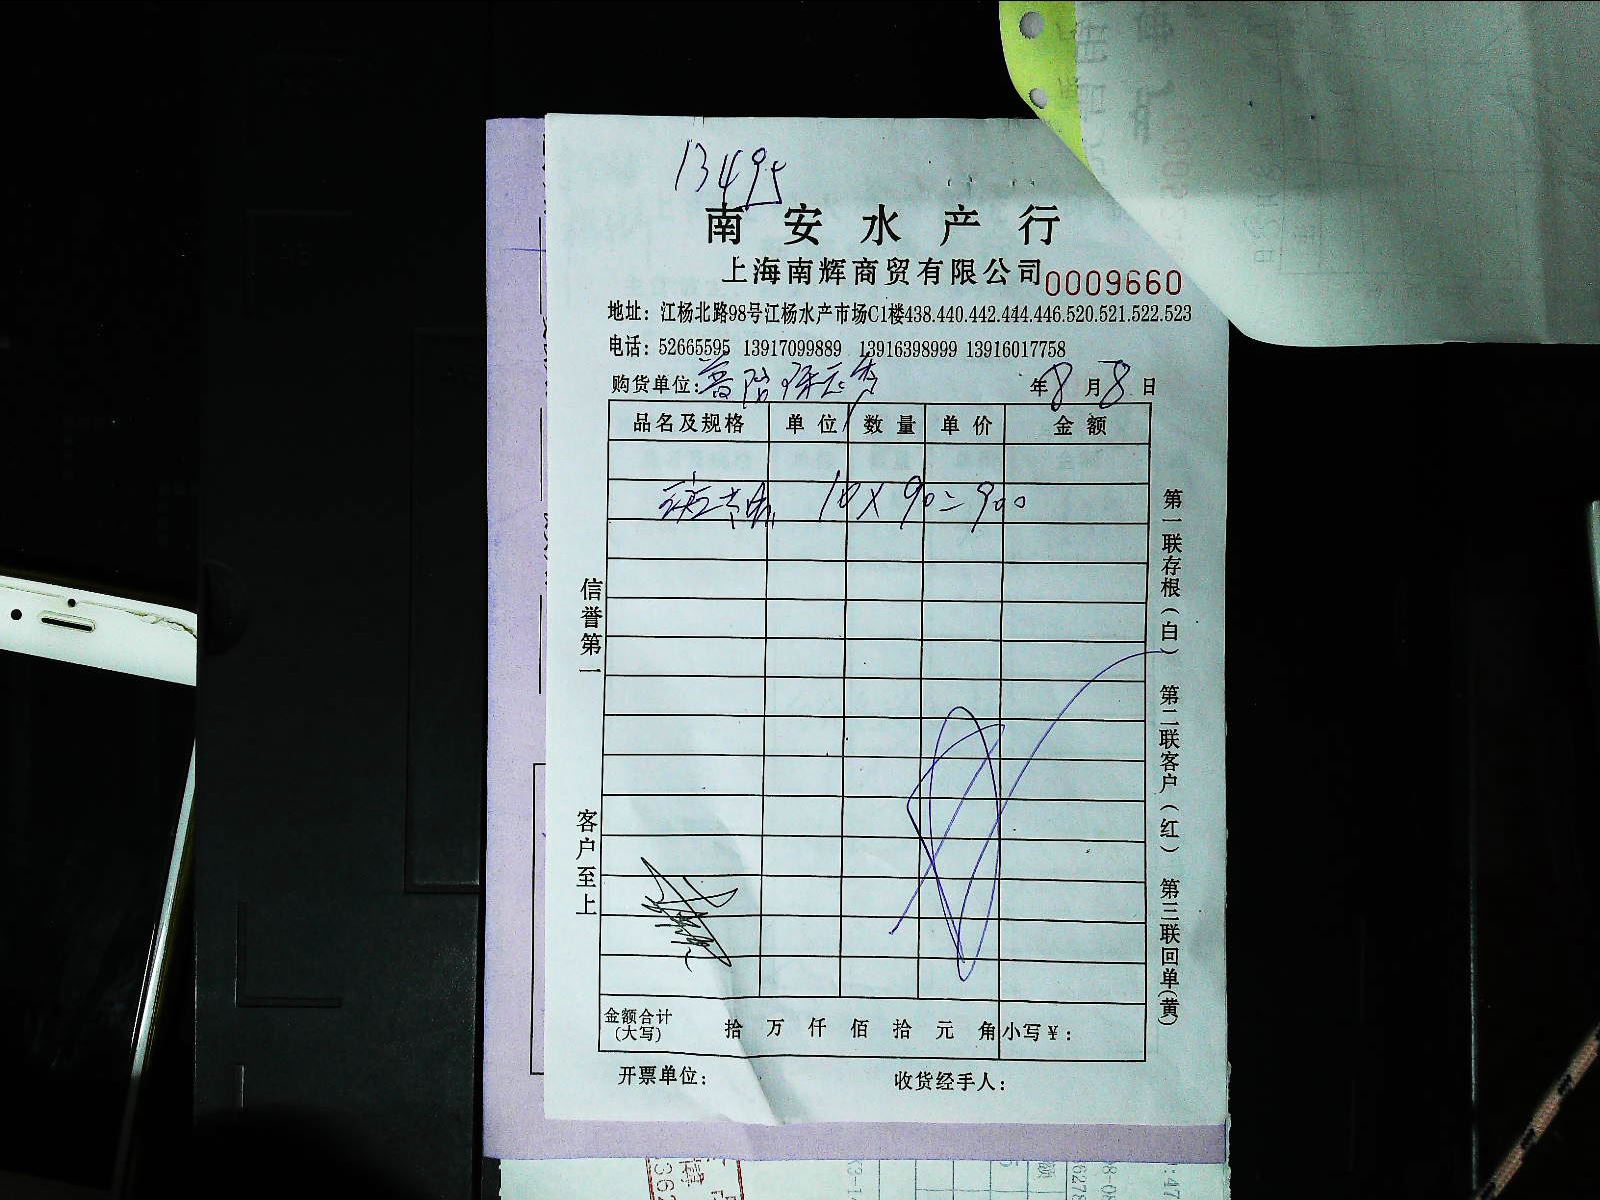 13495
南安水产行
上海南辉商贸有限公司 0009660
地址：江杨北路98号江杨水产市场C1楼438.440.442.444.446.520.521.522.523
电话：52665595 13917099889 13916398999 13916017758
购货单位： 年8月8日
品名及规格 单位 数量 单价 金额
10×90=900
信誉第一
客户至上
第一联存根（白） 第二联客户（红） 第三联回单（黄）
金额合计（大写） 拾 万 仟 佰 拾 元 角 小写￥：
开票单位： 收货经手人：